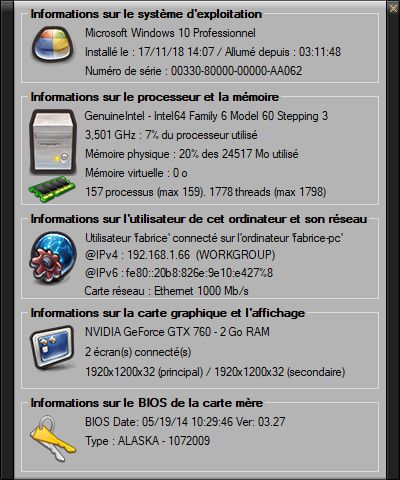 Informations sur le système d'exploitation
Microsoft Windows 10 Professionnel
Installé le : 17/11/18 14:07 / Allumé depuis : 03:11:48
Numéro de série : 00330-80000-00000-AA062
Informations sur le processeur et la mémoire
GenuineIntel - Intel64 Family 6 Model 60 Stepping 3
3,501 GHz : 7% du processeur utilisé
Mémoire physique : 20% des 24517 Mo utilisé
Mémoire virtuelle : 0 o
157 processus (max 159). 1778 threads (max 1798)
Informations sur l'utilisateur de cet ordinateur et son réseau
Utilisateur 'fabrice' connecté sur l'ordinateur 'fabrice-pc'
@IPv4 : 192.168.1.66 (WORKGROUP)
@IPv6 : fe80::20b8:826e:9e10:e427%8
Carte réseau : Ethernet 1000 Mb/s
Informations sur la carte graphique et l'affichage
NVIDIA GeForce GTX 760 - 2 Go RAM
2 écran(s) connecté(s)
1920x1200x32 (principal) / 1920x1200x32 (secondaire)
Informations sur le BIOS de la carte mère
BIOS Date: 05/19/14 10:29:46 Ver: 03.27
Type : ALASKA - 1072009